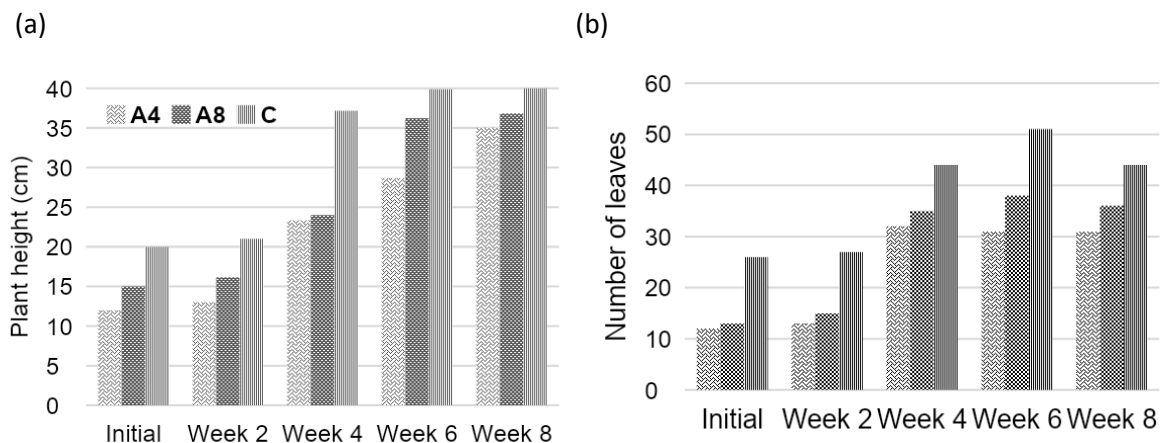 (a)
Plant height (cm)
40
35
30
25
20
15
10
5
0
A4 A8 C
Initial Week 2 Week 4 Week 6 Week 8
(b)
Number of leaves
60
50
40
30
20
10
0
Initial Week 2 Week 4 Week 6 Week 8